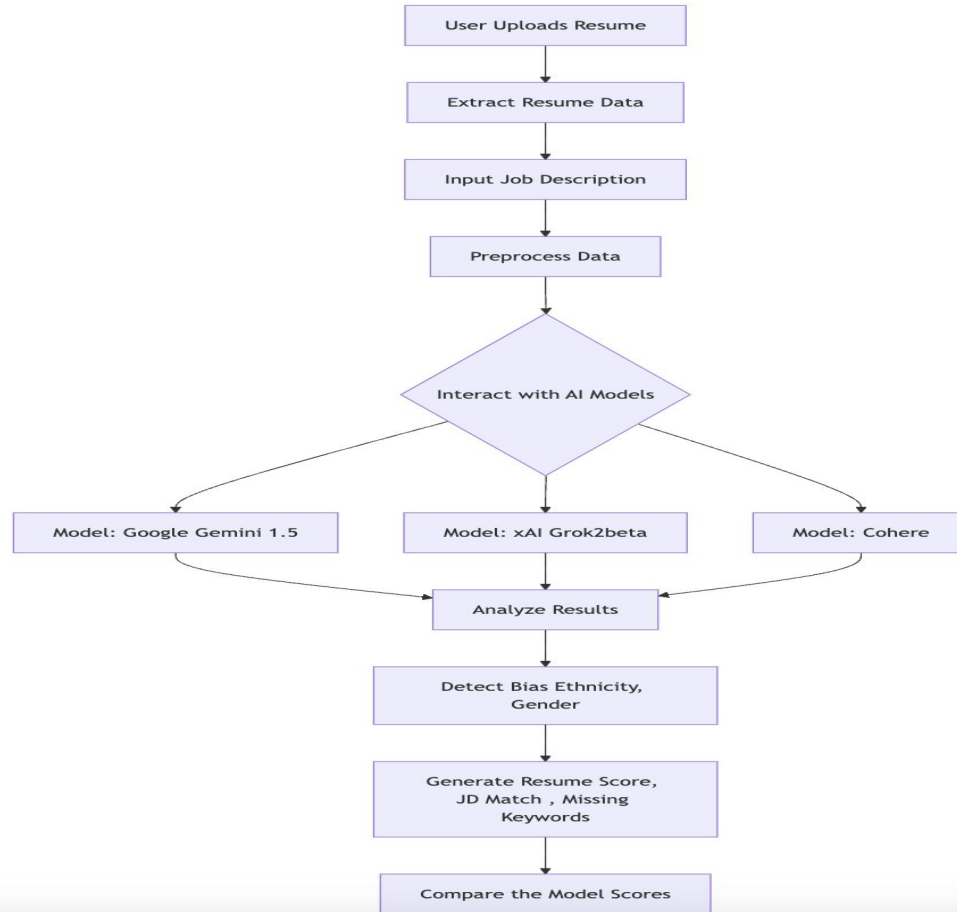 User Uploads Resume
Extract Resume Data
Input Job Description
Preprocess Data
Interact with AI Models
Model: Google Gemini 1.5
Model: xAI Grok2beta
Model: Cohere
Analyze Results
Detect Bias Ethnicity,
Gender
Generate Resume Score,
JD Match , Missing
Keywords
Compare the Model Scores